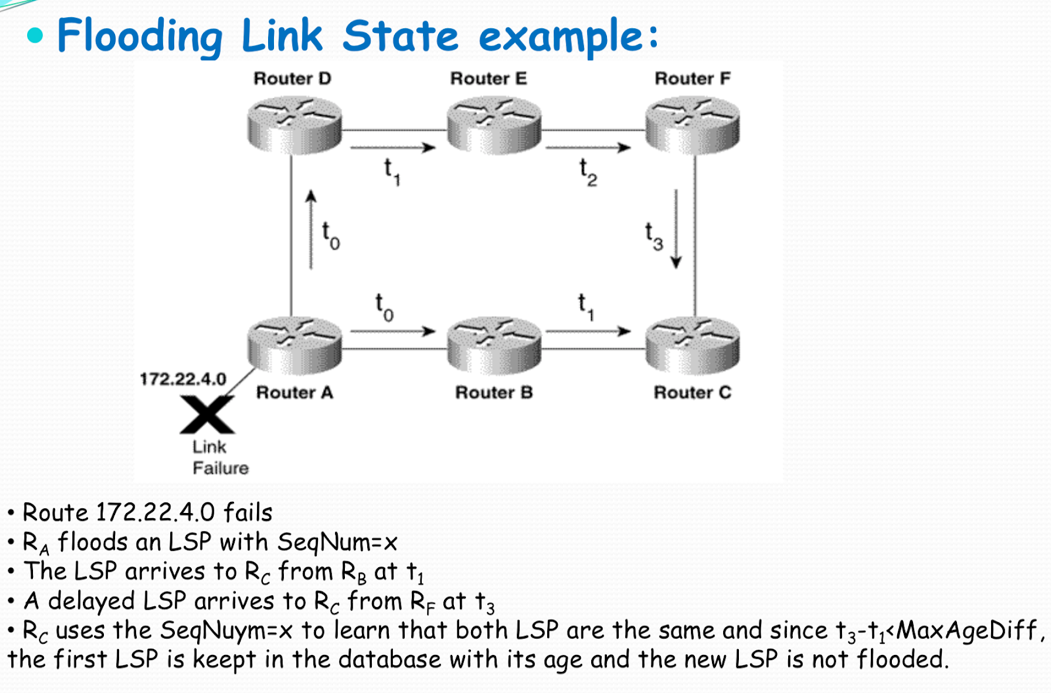 • Flooding Link State example:
Router D
Router E
Router F
t1
t2
t0
t3
t0
t1
172.22.4.0
Router A
Router B
Router C
Link
Failure
• Route 172.22.4.0 fails
• RA floods an LSP with SeqNum=x
• The LSP arrives to RC from RB at t1
• A delayed LSP arrives to RC from RF at t3
• RC uses the SeqNuym=x to learn that both LSP are the same and since t3-t1<MaxAgeDiff,
the first LSP is keept in the database with its age and the new LSP is not flooded.